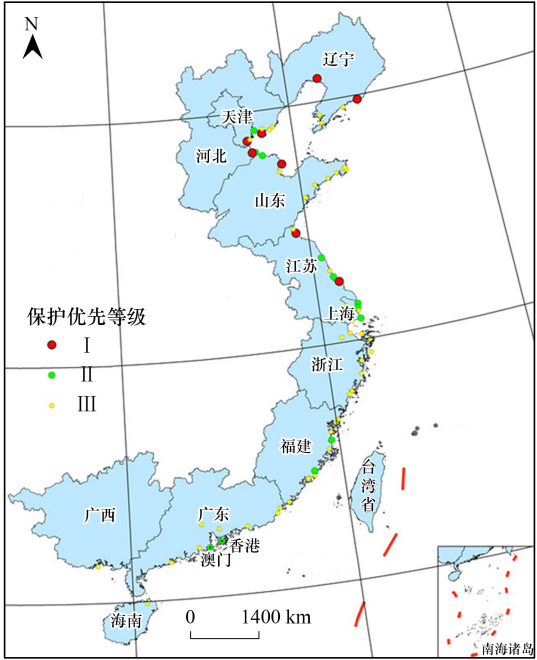 N
辽宁
天津
河北
山东
江苏
上海
保护优先等级
I
II
III
浙江
福建
台湾省
广西
广东
香港
澳门
海南
0 1400 km
南海诸岛